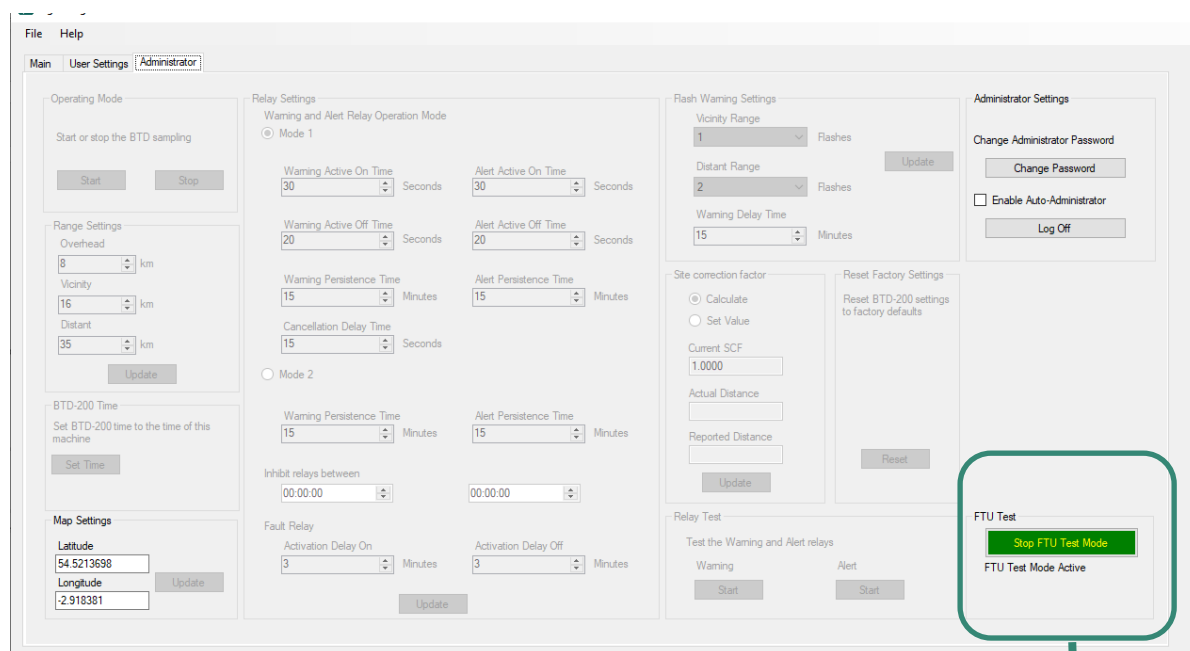 File Help
Main User Settings Administrator
Operating Mode
Start or stop the BTD sampling
Start Stop
Range Settings
Overhead
8 km
Vicinity
16 km
Distant
35 km
Update
BTD-200 Time
Set BTD-200 time to the time of this
machine
Set Time
Map Settings
Latitude
54.5213698
Longitude Update
-2.918381
Relay Settings
Warning and Alert Relay Operation Mode
Mode 1
Warning Active On Time Alert Active On Time
30 Seconds 30 Seconds
Warning Active Off Time Alert Active Off Time
20 Seconds 20 Seconds
Warning Persistence Time Alert Persistence Time
15 Minutes 15 Minutes
Cancellation Delay Time
15 Seconds
Mode 2
Warning Persistence Time Alert Persistence Time
15 Minutes 15 Minutes
Inhibit relays between
00:00:00 00:00:00
Fault Relay
Activation Delay On Activation Delay Off
3 Minutes 3 Minutes
Update
Flash Warning Settings
Vicinity Range
1 Flashes
Update
Distant Range
2 Flashes
Warning Delay Time
15 Minutes
Site correction factor
Calculate
Set Value
Current SCF
1.0000
Actual Distance
Reported Distance
Update
Reset Factory Settings
Reset BTD-200 settings
to factory defaults
Reset
Relay Test
Test the Warning and Alert relays
Warning Alert
Start Start
Administrator Settings
Change Administrator Password
Change Password
Enable Auto-Administrator
Log Off
FTU Test
Stop FTU Test Mode
FTU Test Mode Active